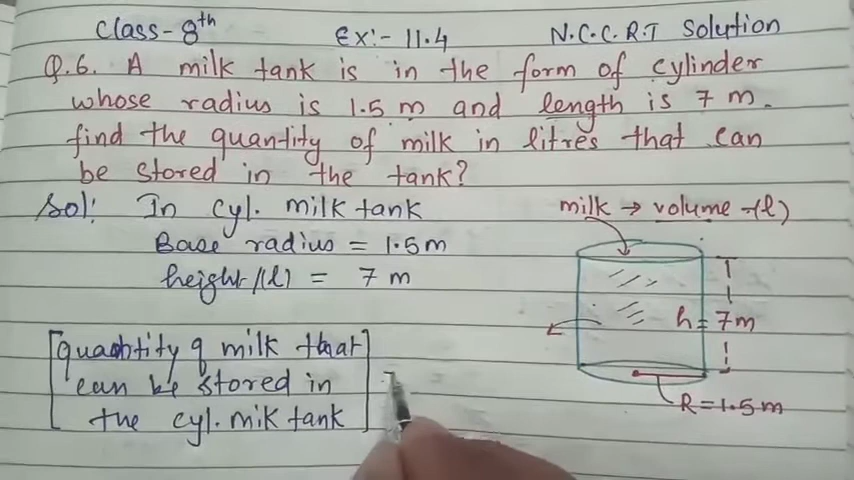 Class-8th Ex:- 11.4 N.C.C.R.T Solution
Q.6. A milk tank is in the form of cylinder
whose radius is 1.5 m and length is 7 m.
find the quantity of milk in litres that can
be stored in the tank?
Sol: In cyl. milk tank
Base radius = 1.5m
height/(l) = 7 m
milk → volume -(l)
h = 7m
R = 1.5 m
[quantity of milk that
can be stored in
the cyl. mik tank]